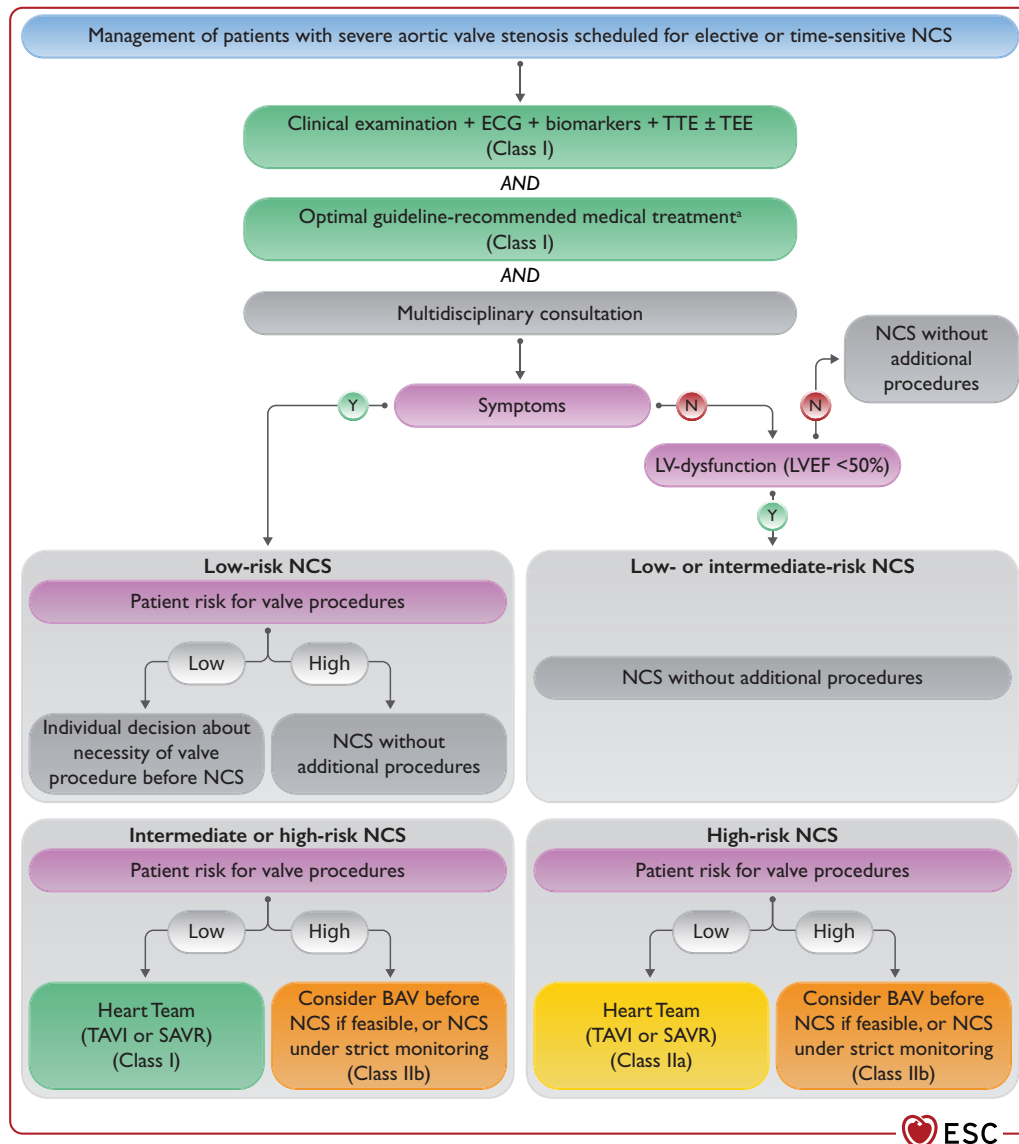 Management of patients with severe aortic valve stenosis scheduled for elective or time-sensitive NCS
Clinical examination + ECG + biomarkers + TTE ± TEE
(Class I)
AND
Optimal guideline-recommended medical treatmentᵃ
(Class I)
AND
Multidisciplinary consultation
NCS without
additional
procedures
Y
Symptoms
N
N
LV-dysfunction (LVEF <50%)
Y
Low-risk NCS
Patient risk for valve procedures
Low
High
Individual decision about
necessity of valve
procedure before NCS
NCS without
additional procedures
Low- or intermediate-risk NCS
NCS without additional procedures
Intermediate or high-risk NCS
Patient risk for valve procedures
Low
High
Heart Team
(TAVI or SAVR)
(Class I)
Consider BAV before
NCS if feasible, or NCS
under strict monitoring
(Class IIb)
High-risk NCS
Patient risk for valve procedures
Low
High
Heart Team
(TAVI or SAVR)
(Class IIa)
Consider BAV before
NCS if feasible, or NCS
under strict monitoring
(Class IIb)
ESC